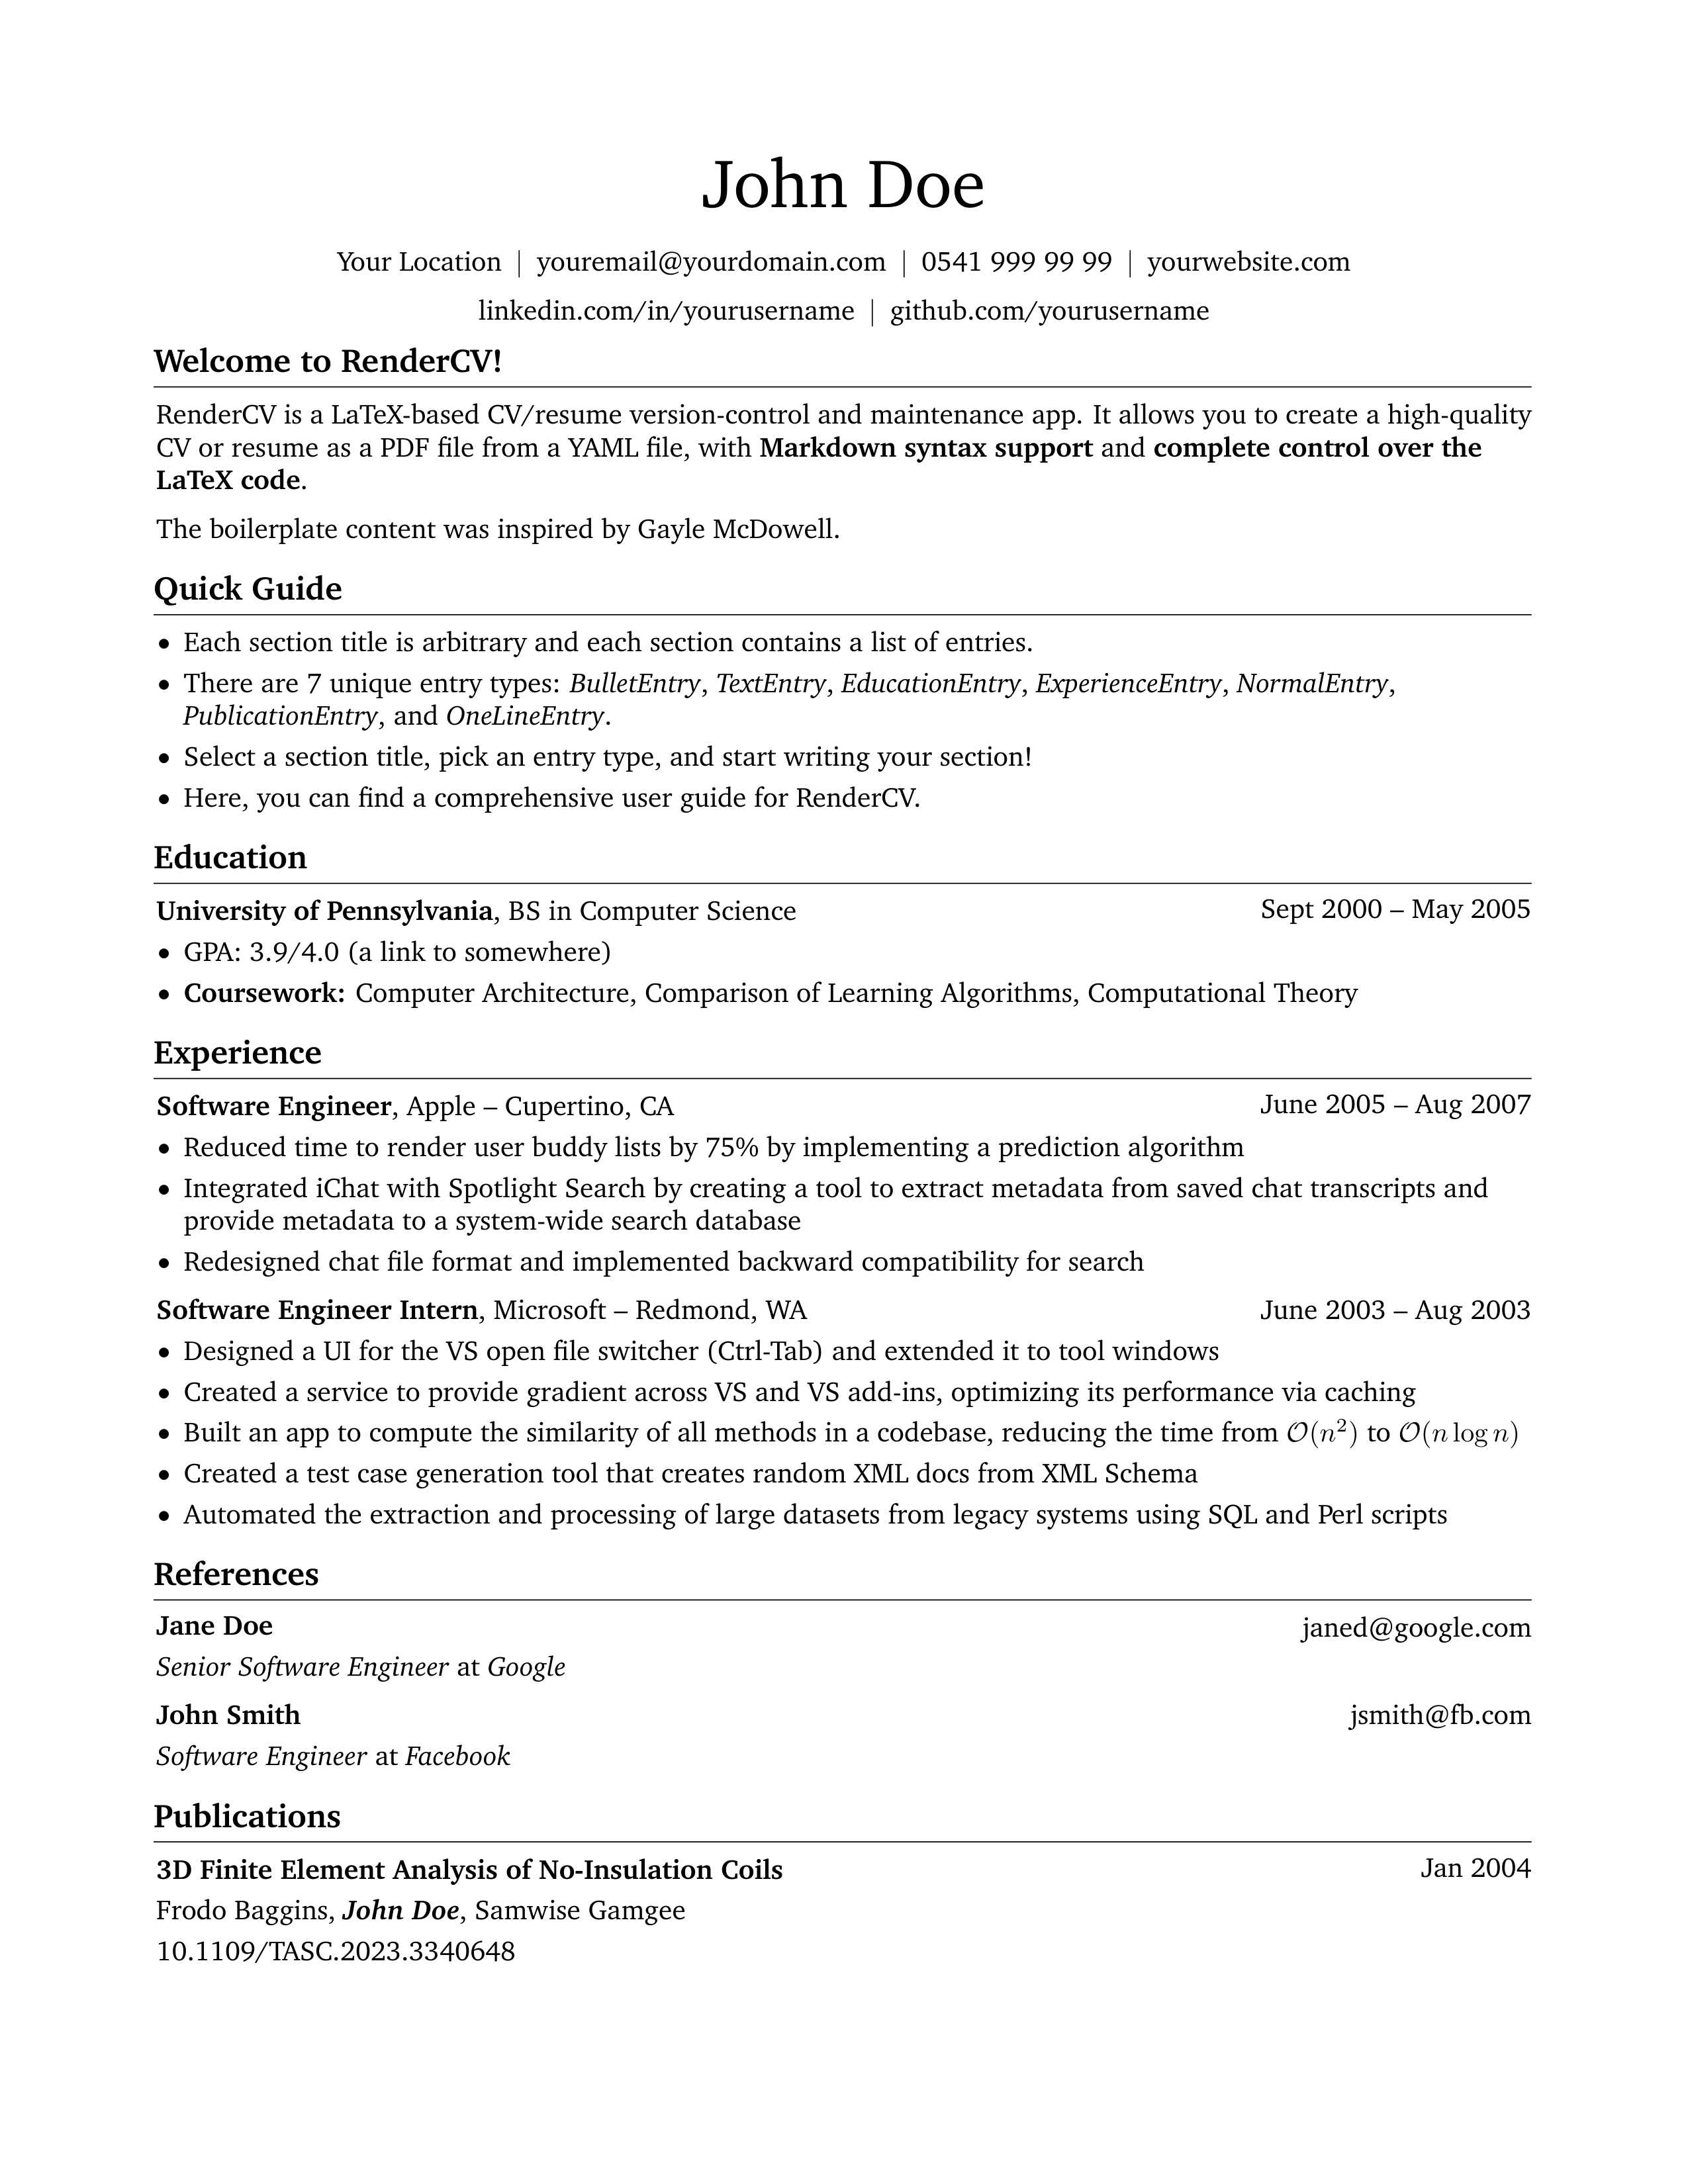 John Doe
Your Location | youremail@yourdomain.com | 0541 999 99 99 | yourwebsite.com
linkedin.com/in/yourusername | github.com/yourusername
Welcome to RenderCV!
RenderCV is a LaTeX-based CV/resume version-control and maintenance app. It allows you to create a high-quality
CV or resume as a PDF file from a YAML file, with Markdown syntax support and complete control over the
LaTeX code.
The boilerplate content was inspired by Gayle McDowell.
Quick Guide
• Each section title is arbitrary and each section contains a list of entries.
• There are 7 unique entry types: BulletEntry, TextEntry, EducationEntry, ExperienceEntry, NormalEntry,
PublicationEntry, and OneLineEntry.
• Select a section title, pick an entry type, and start writing your section!
• Here, you can find a comprehensive user guide for RenderCV.
Education
University of Pennsylvania, BS in Computer Science Sept 2000 – May 2005
• GPA: 3.9/4.0 (a link to somewhere)
• Coursework: Computer Architecture, Comparison of Learning Algorithms, Computational Theory
Experience
Software Engineer, Apple – Cupertino, CA June 2005 – Aug 2007
• Reduced time to render user buddy lists by 75% by implementing a prediction algorithm
• Integrated iChat with Spotlight Search by creating a tool to extract metadata from saved chat transcripts and
provide metadata to a system-wide search database
• Redesigned chat file format and implemented backward compatibility for search
Software Engineer Intern, Microsoft – Redmond, WA June 2003 – Aug 2003
• Designed a UI for the VS open file switcher (Ctrl-Tab) and extended it to tool windows
• Created a service to provide gradient across VS and VS add-ins, optimizing its performance via caching
• Built an app to compute the similarity of all methods in a codebase, reducing the time from 𝒪(n²) to 𝒪(n log n)
• Created a test case generation tool that creates random XML docs from XML Schema
• Automated the extraction and processing of large datasets from legacy systems using SQL and Perl scripts
References
Jane Doe janed@google.com
Senior Software Engineer at Google
John Smith jsmith@fb.com
Software Engineer at Facebook
Publications
3D Finite Element Analysis of No-Insulation Coils Jan 2004
Frodo Baggins, John Doe, Samwise Gamgee
10.1109/TASC.2023.3340648